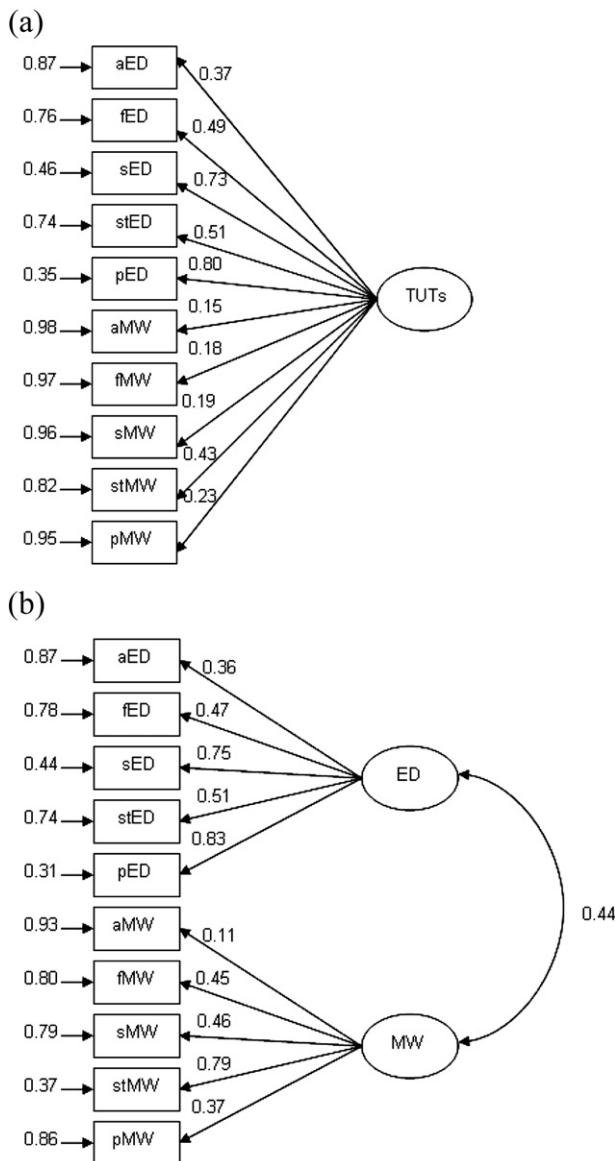 (a)
0.87 aED 0.37
0.76 fED 0.49
0.46 sED 0.73
0.74 stED 0.51
0.35 pED 0.80
TUTs
0.98 aMW 0.15
0.97 fMW 0.18
0.96 sMW 0.19
0.82 stMW 0.43
0.95 pMW 0.23
(b)
0.87 aED 0.36
0.78 fED 0.47
0.44 sED 0.75
ED
0.74 stED 0.51
0.31 pED 0.83
0.44
0.93 aMW 0.11
0.80 fMW 0.45
0.79 sMW 0.46
MW
0.37 stMW 0.79
0.86 pMW 0.37